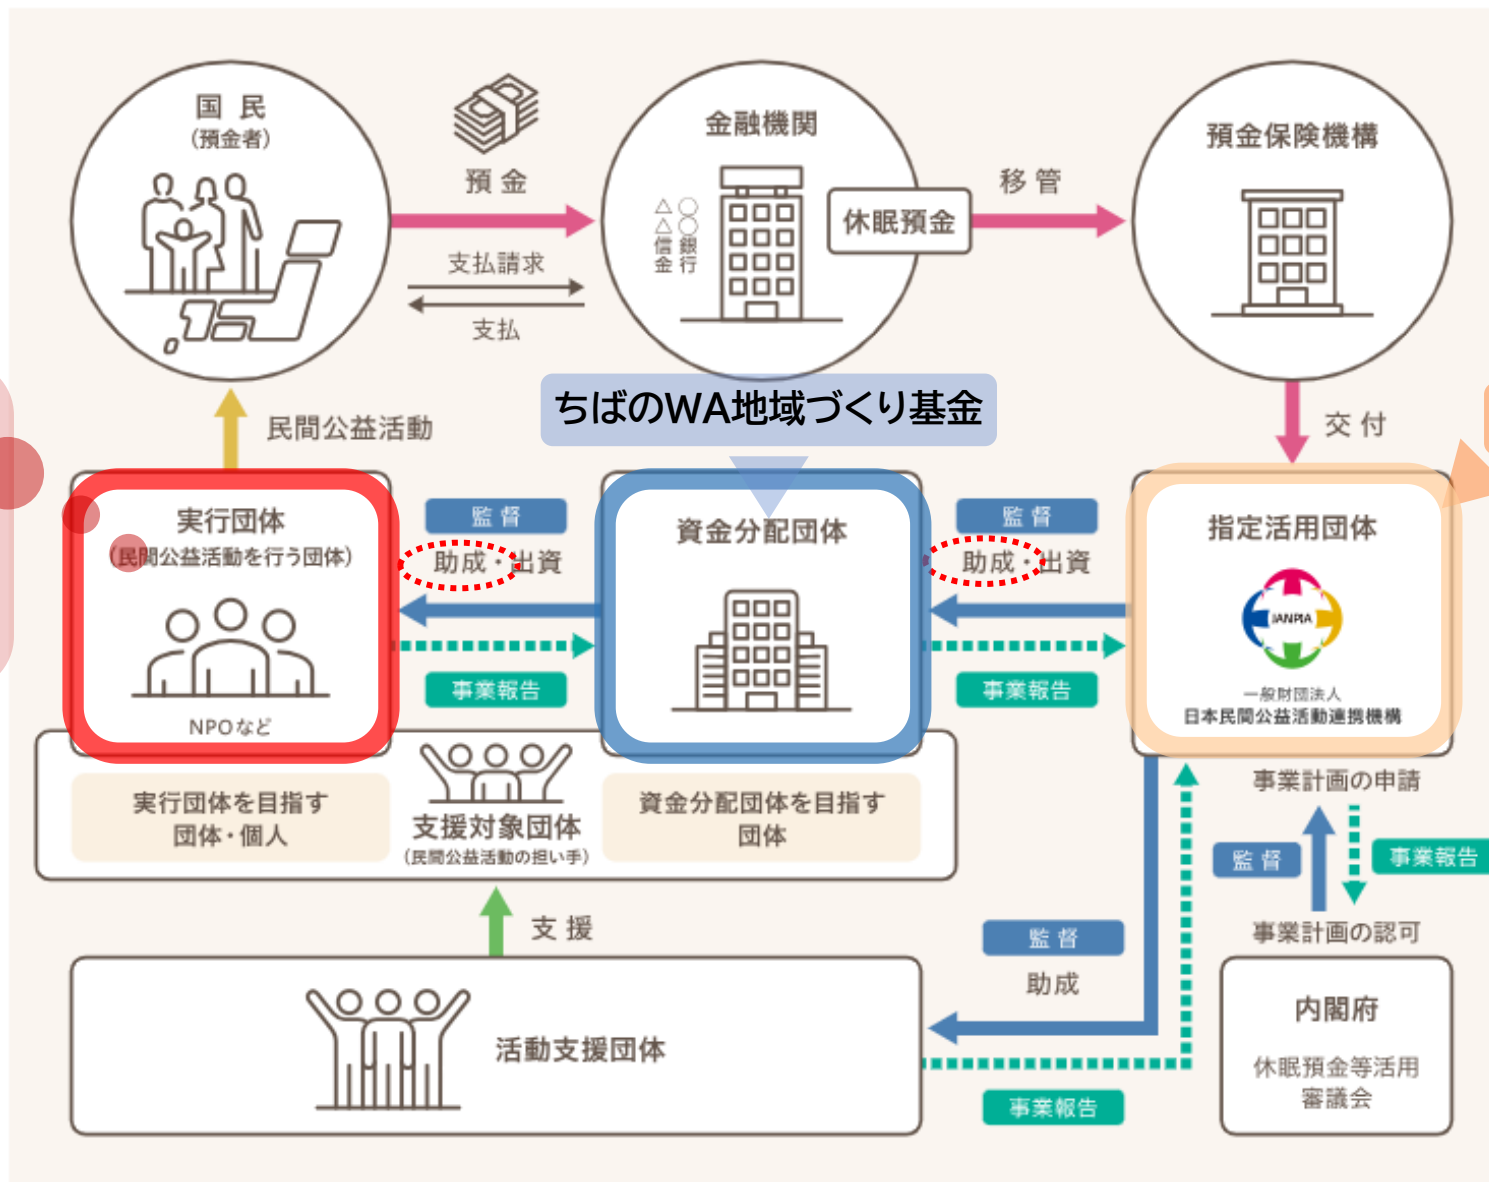 国民
(預金者)
預金
支払請求
支払
金融機関
○○銀行
△△信金
休眠預金
移管
預金保険機構
民間公益活動
ちばのWA地域づくり基金
交付
実行団体
(民間公益活動を行う団体)
NPOなど
監督
助成・出資
事業報告
資金分配団体
監督
助成・出資
事業報告
指定活用団体
JANPIA
一般財団法人
日本民間公益活動連携機構
実行団体を目指す
団体・個人
支援対象団体
(民間公益活動の担い手)
資金分配団体を目指す
団体
事業計画の申請
監督
事業報告
事業計画の認可
支援
監督
助成
活動支援団体
事業報告
内閣府
休眠預金等活用
審議会